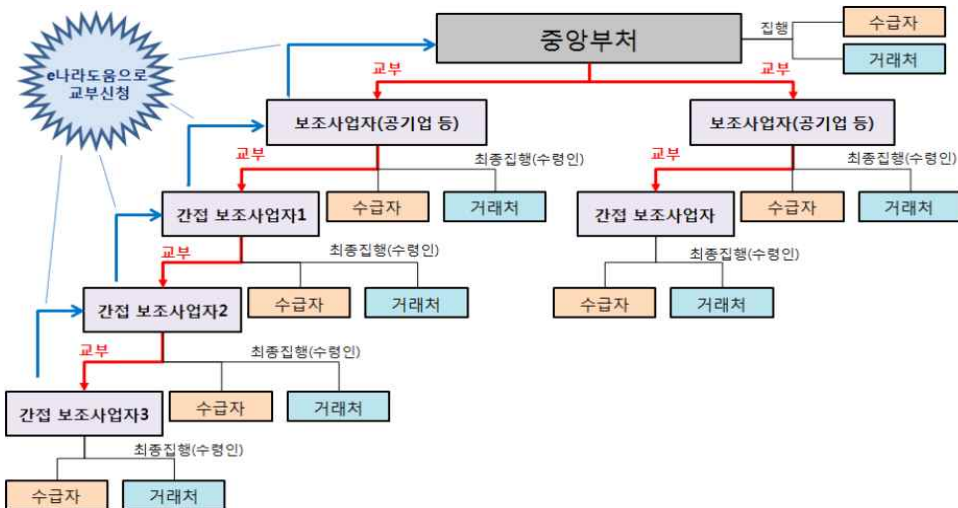 중앙부처
집행
수급자
거래처
e나라도움으로
교부신청
교부
교부
보조사업자(공기업 등)
보조사업자(공기업 등)
교부
최종집행(수령인)
교부
최종집행(수령인)
간접 보조사업자1
수급자
거래처
간접 보조사업자
수급자
거래처
교부
최종집행(수령인)
최종집행(수령인)
간접 보조사업자2
수급자
거래처
수급자
거래처
교부
최종집행(수령인)
간접 보조사업자3
수급자
거래처
최종집행(수령인)
수급자
거래처